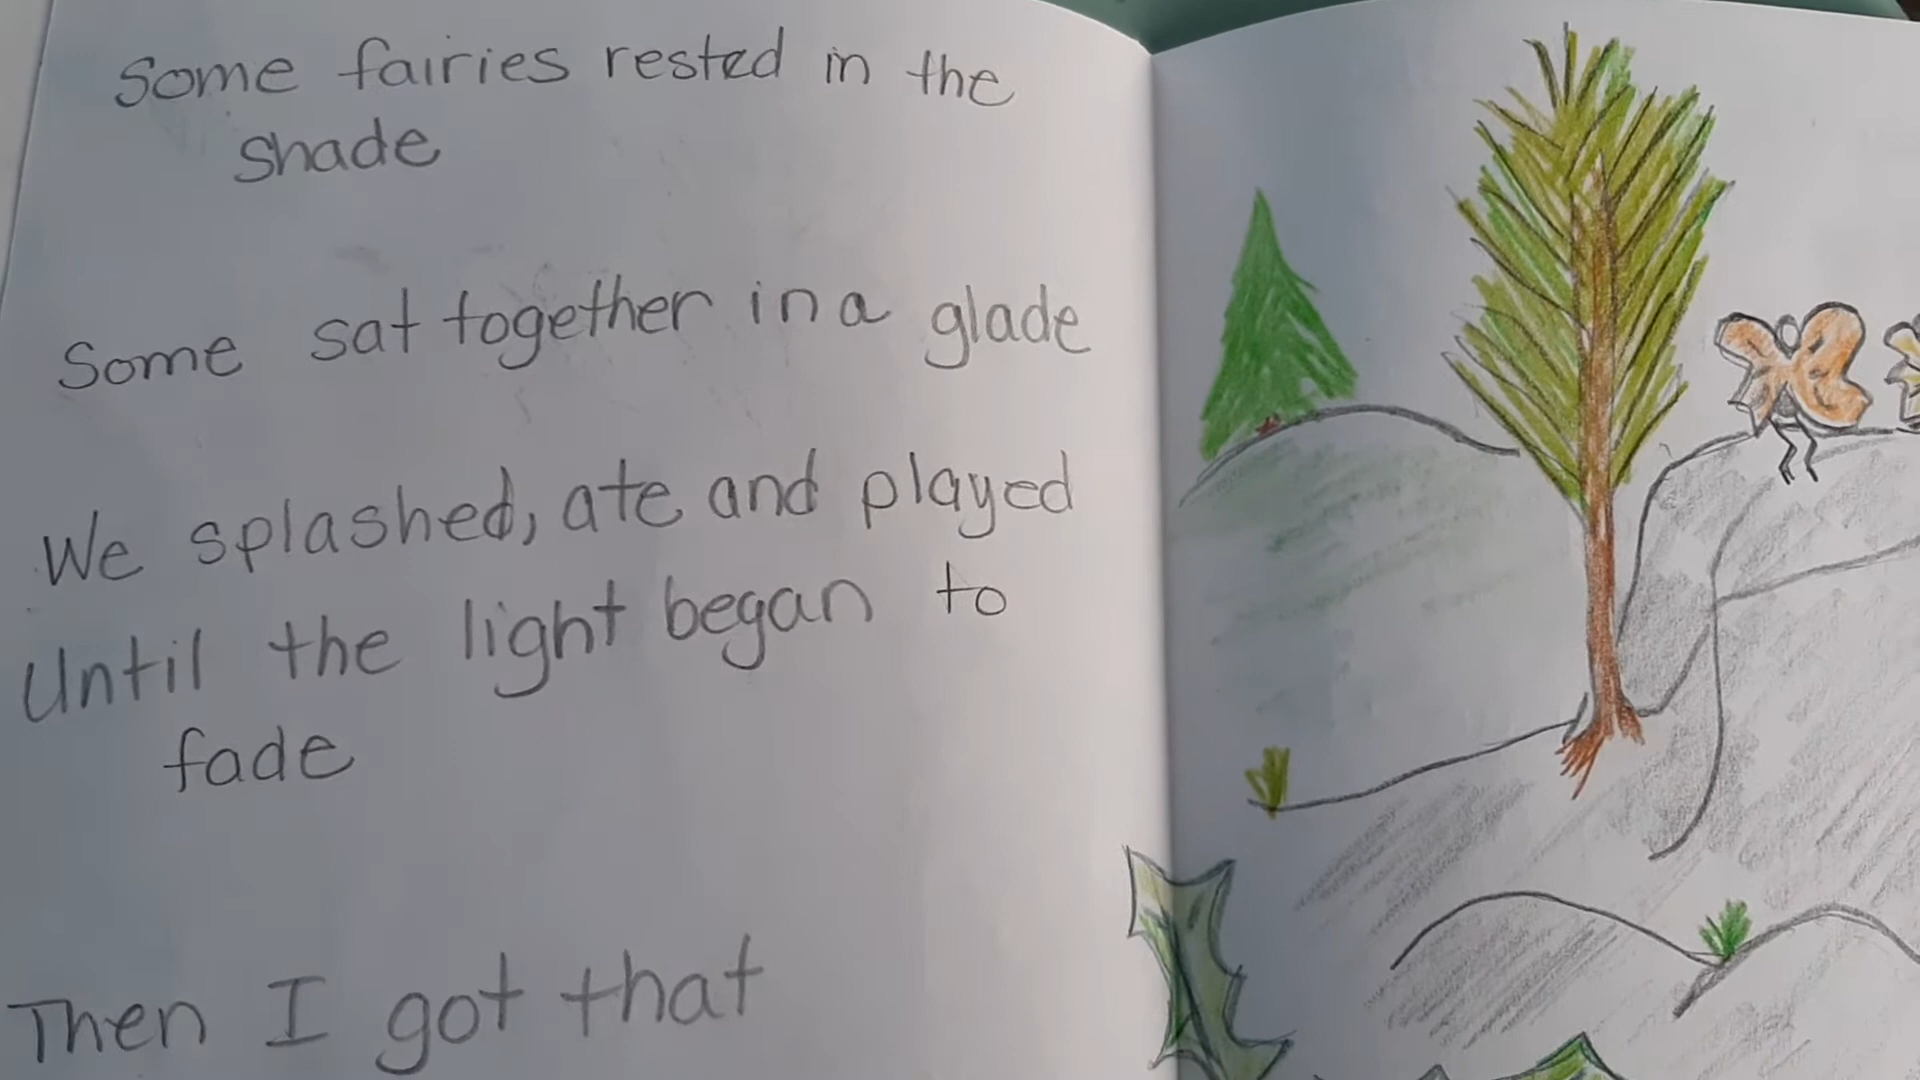 Some fairies rested in the
shade
Some sat together in a glade
We splashed, ate and played
Until the light began to
fade
Then I got that